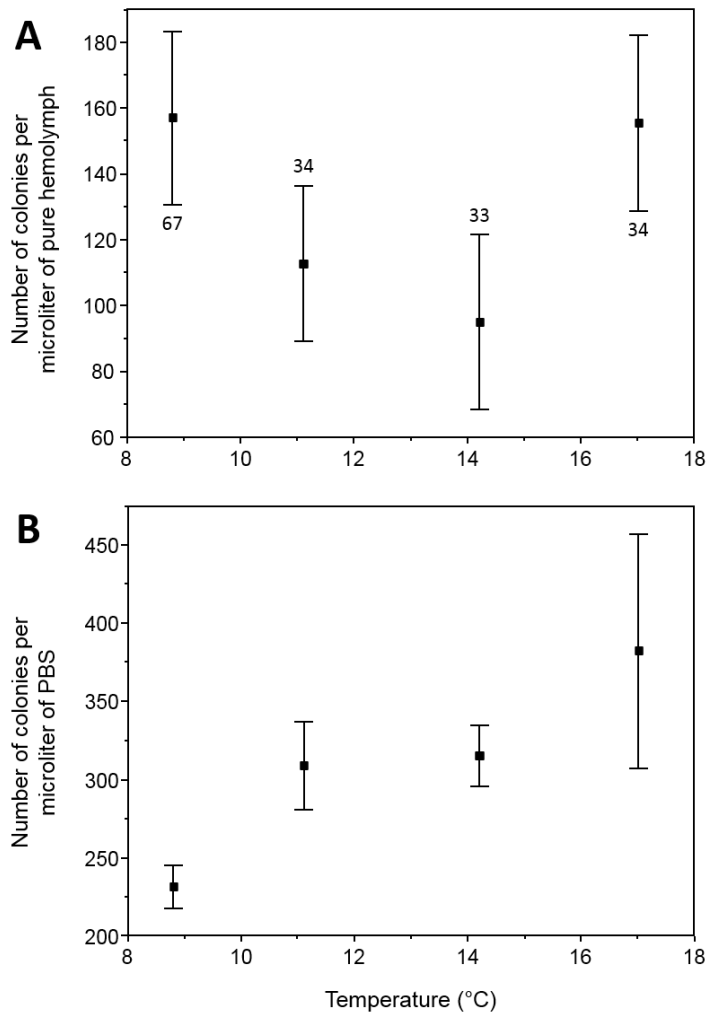 A
Number of colonies per
microliter of pure hemolymph
180
160
140
120
100
80
60
67
34
33
34
8 10 12 14 16 18
B
Number of colonies per
microliter of PBS
450
400
350
300
250
200
8 10 12 14 16 18
Temperature (°C)